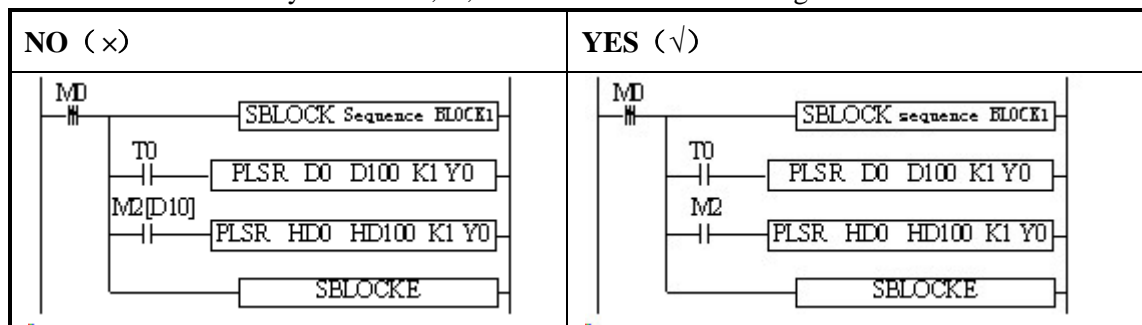 NO （×）
YES （√）
M0
SBLOCK Sequence BLOCK1
T0
PLSR D0 D100 K1 Y0
M2[D10]
PLSR HD0 HD100 K1 Y0
SBLOCKE
M0
SBLOCK sequence BLOCK1
T0
PLSR D0 D100 K1 Y0
M2
PLSR HD0 HD100 K1 Y0
SBLOCKE